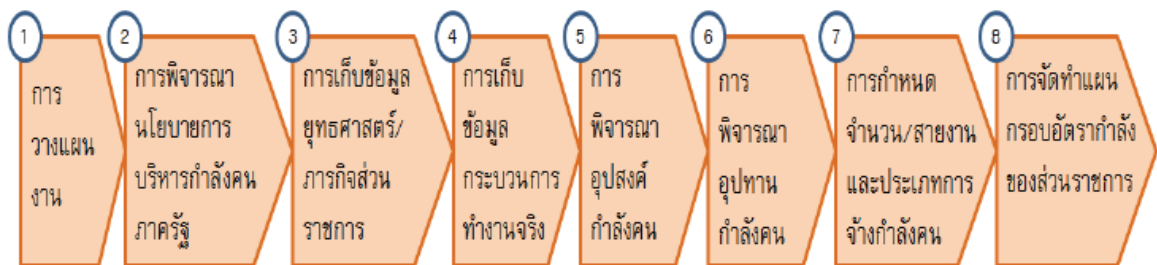 1
การ
วางแผน
งาน
2
การพิจารณา
นโยบายการ
บริหารกำลังคน
ภาครัฐ
3
การเก็บข้อมูล
ยุทธศาสตร์/
ภารกิจส่วน
ราชการ
4
การเก็บ
ข้อมูล
กระบวนการ
ทำงานจริง
5
การ
พิจารณา
อุปสงค์
กำลังคน
6
การ
พิจารณา
อุปทาน
กำลังคน
7
การกำหนด
จำนวน/สายงาน
และประเภทการ
จ้างกำลังคน
8
การจัดทำแผน
กรอบอัตรากำลัง
ของส่วนราชการ